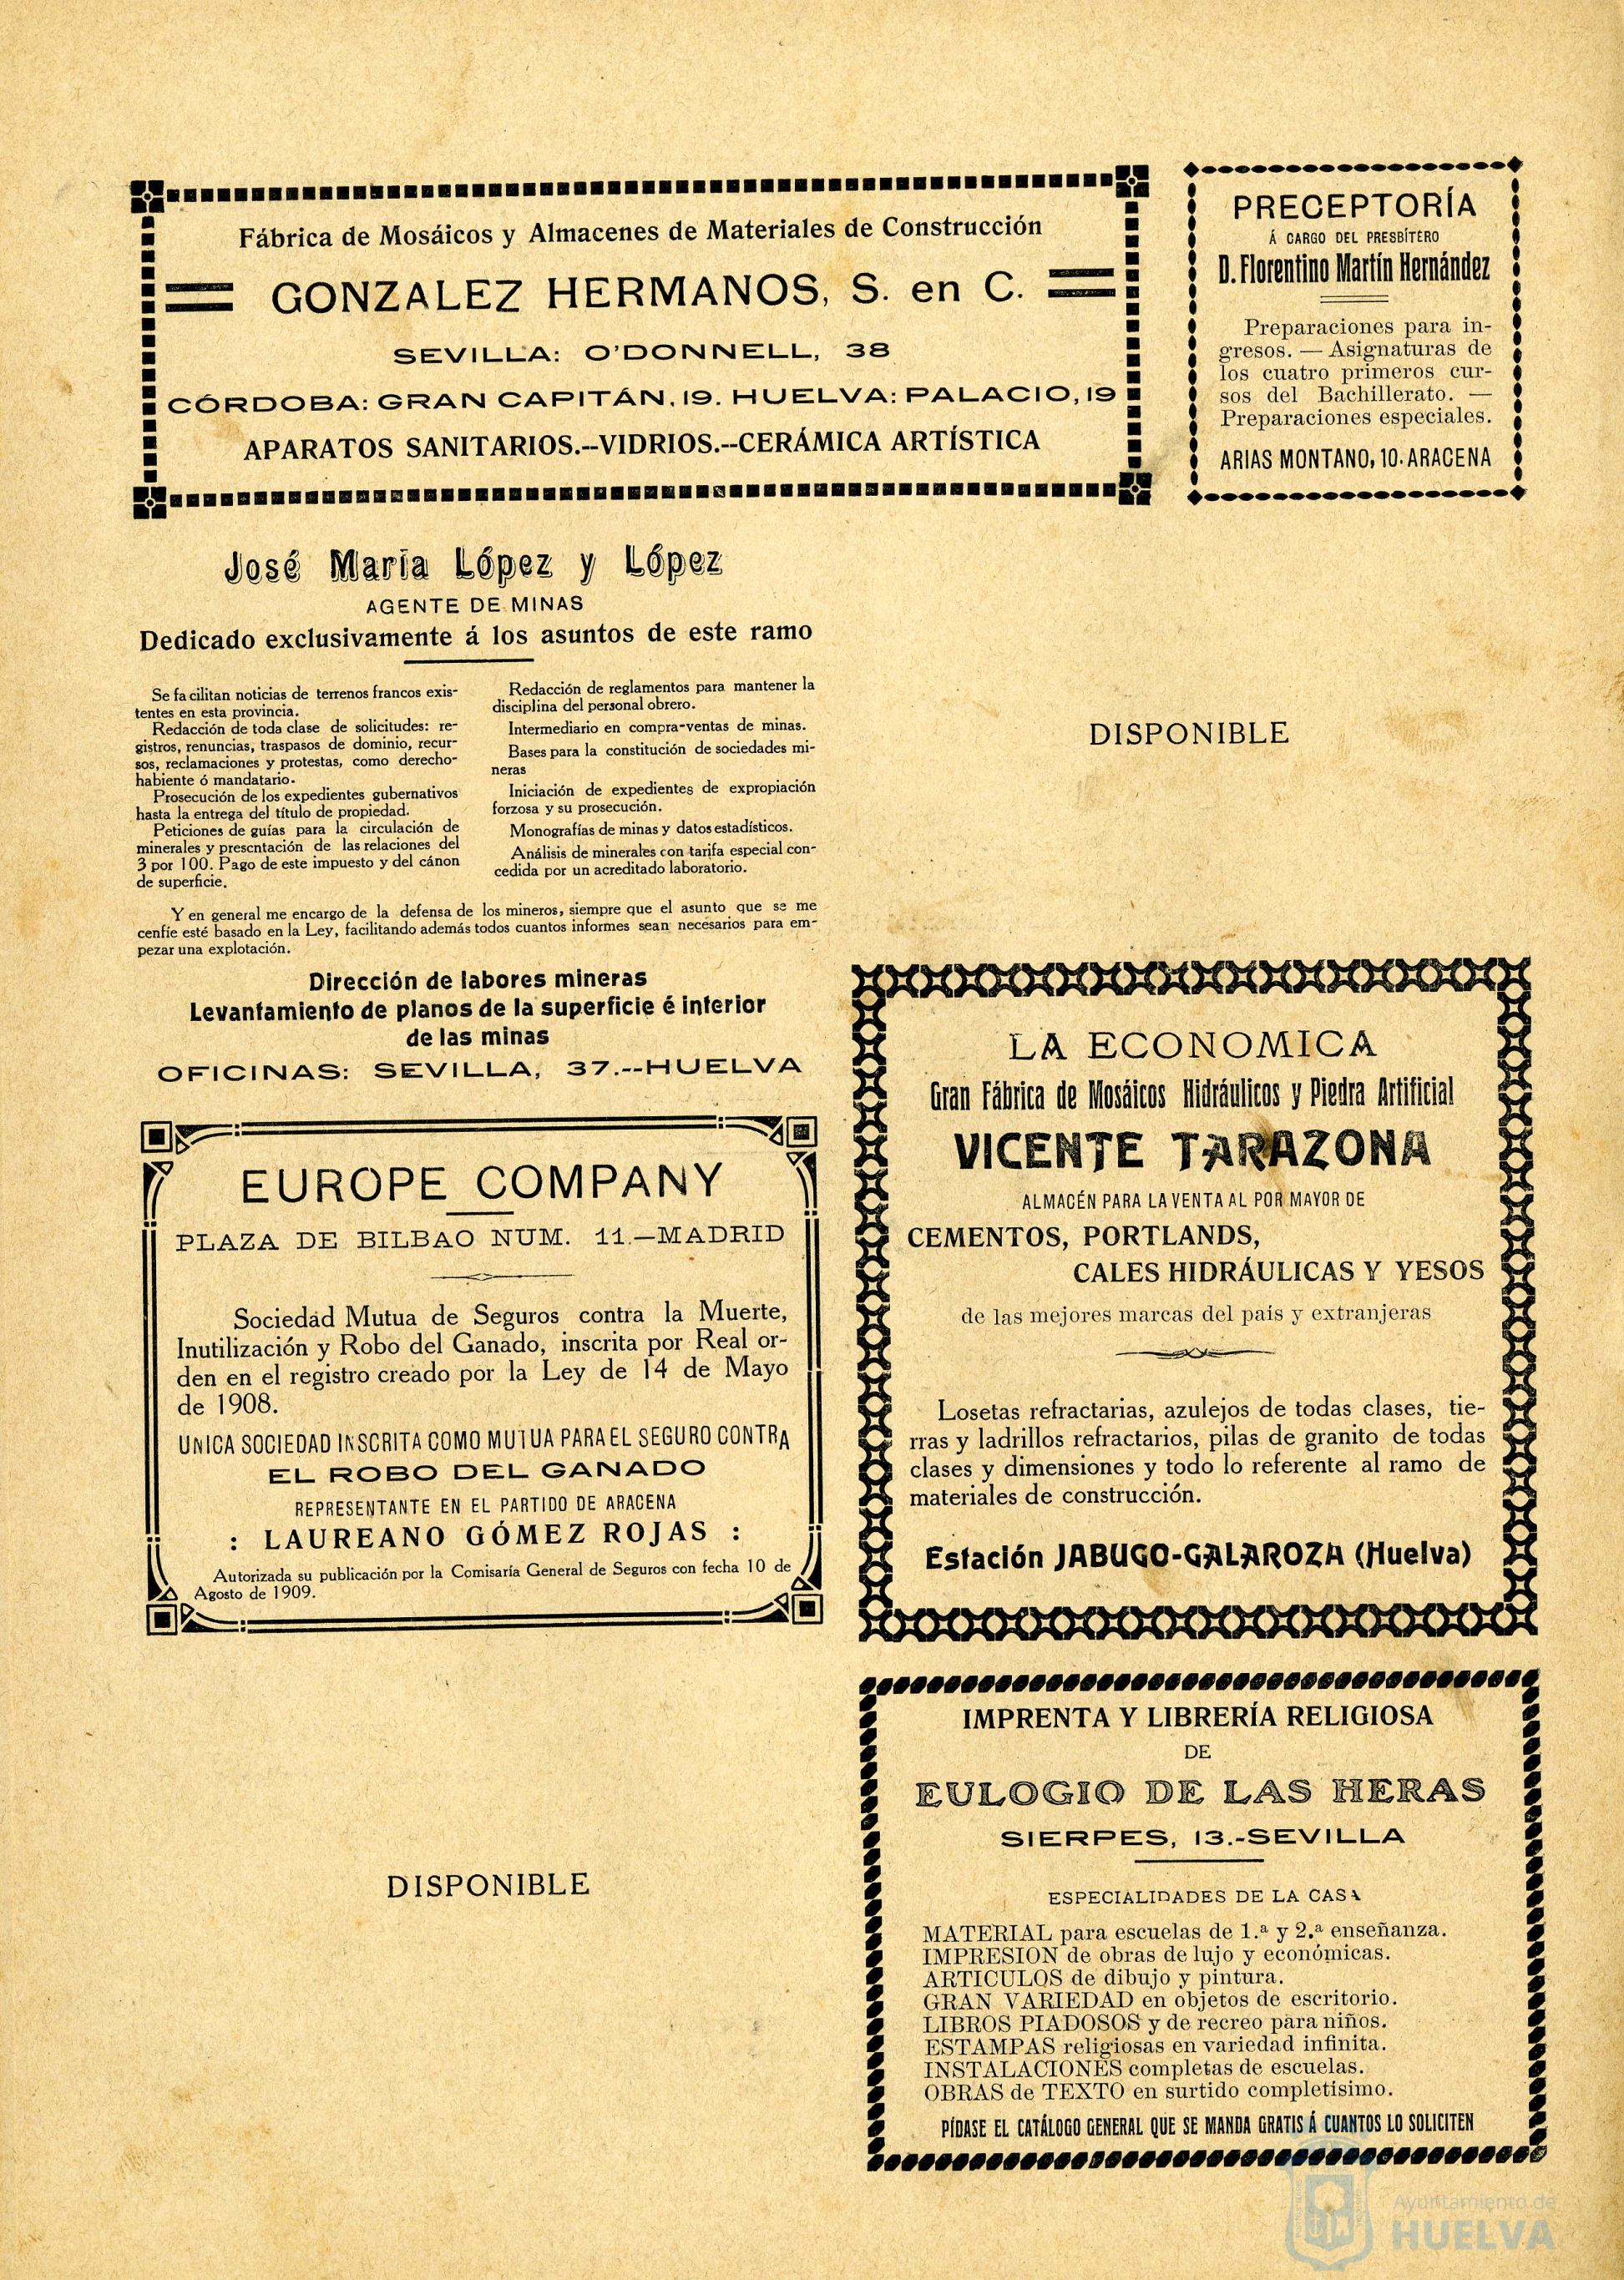 Fábrica de Mosáicos y Almacenes de Materiales de Construcción
GONZALEZ HERMANOS, S. en C.
SEVILLA: O'DONNELL, 38
CÓRDOBA: GRAN CAPITÁN, 19. HUELVA: PALACIO, 19
APARATOS SANITARIOS.--VIDRIOS.--CERÁMICA ARTÍSTICA
PRECEPTORÍA
Á CARGO DEL PRESBÍTERO
D. Florentino Martín Hernández
Preparaciones para in-
gresos. — Asignaturas de
los cuatro primeros cur-
sos del Bachillerato. —
Preparaciones especiales.
ARIAS MONTANO, 10. ARACENA
José María López y López
AGENTE DE MINAS
Dedicado exclusivamente á los asuntos de este ramo
Se facilitan noticias de terrenos francos exis-
tentes en esta provincia.
Redacción de toda clase de solicitudes: re-
gistros, renuncias, traspasos de dominio, recur-
sos, reclamaciones y protestas, como derecho-
habiente ó mandatario.
Prosecución de los expedientes gubernativos
hasta la entrega del título de propiedad.
Peticiones de guías para la circulación de
minerales y presentación de las relaciones del
3 por 100. Pago de este impuesto y del cánon
de superficie.
Redacción de reglamentos para mantener la
disciplina del personal obrero.
Intermediario en compra-ventas de minas.
Bases para la constitución de sociedades mi-
neras
Iniciación de expedientes de expropiación
forzosa y su prosecución.
Monografías de minas y datos estadísticos.
Análisis de minerales con tarifa especial con-
cedida por un acreditado laboratorio.
Y en general me encargo de la defensa de los mineros, siempre que el asunto que se me
cenfíe esté basado en la Ley, facilitando además todos cuantos informes sean necesarios para em-
pezar una explotación.
Dirección de labores mineras
Levantamiento de planos de la superficie é interior
de las minas
OFICINAS: SEVILLA, 37.--HUELVA
DISPONIBLE
EUROPE COMPANY
PLAZA DE BILBAO NUM. 11.—MADRID
Sociedad Mutua de Seguros contra la Muerte,
Inutilización y Robo del Ganado, inscrita por Real or-
den en el registro creado por la Ley de 14 de Mayo
de 1908.
UNICA SOCIEDAD INSCRITA COMO MUTUA PARA EL SEGURO CONTRA
EL ROBO DEL GANADO
REPRESENTANTE EN EL PARTIDO DE ARACENA
: LAUREANO GÓMEZ ROJAS :
Autorizada su publicación por la Comisaría General de Seguros con fecha 10 de
Agosto de 1909.
LA ECONOMICA
Gran Fábrica de Mosáicos Hidráulicos y Piedra Artificial
VICENTE TARAZONA
ALMACÉN PARA LA VENTA AL POR MAYOR DE
CEMENTOS, PORTLANDS,
CALES HIDRÁULICAS Y YESOS
de las mejores marcas del país y extranjeras
Losetas refractarias, azulejos de todas clases, tie-
rras y ladrillos refractarios, pilas de granito de todas
clases y dimensiones y todo lo referente al ramo de
materiales de construcción.
Estación JABUGO-GALAROZA (Huelva)
DISPONIBLE
IMPRENTA Y LIBRERÍA RELIGIOSA
DE
EULOGIO DE LAS HERAS
SIERPES, 13.-SEVILLA
ESPECIALIDADES DE LA CASA
MATERIAL para escuelas de 1.ª y 2.ª enseñanza.
IMPRESION de obras de lujo y económicas.
ARTICULOS de dibujo y pintura.
GRAN VARIEDAD en objetos de escritorio.
LIBROS PIADOSOS y de recreo para niños.
ESTAMPAS religiosas en variedad infinita.
INSTALACIONES completas de escuelas.
OBRAS de TEXTO en surtido completísimo.
PÍDASE EL CATÁLOGO GENERAL QUE SE MANDA GRATIS Á CUANTOS LO SOLICITEN
Ayuntamiento de
HUELVA